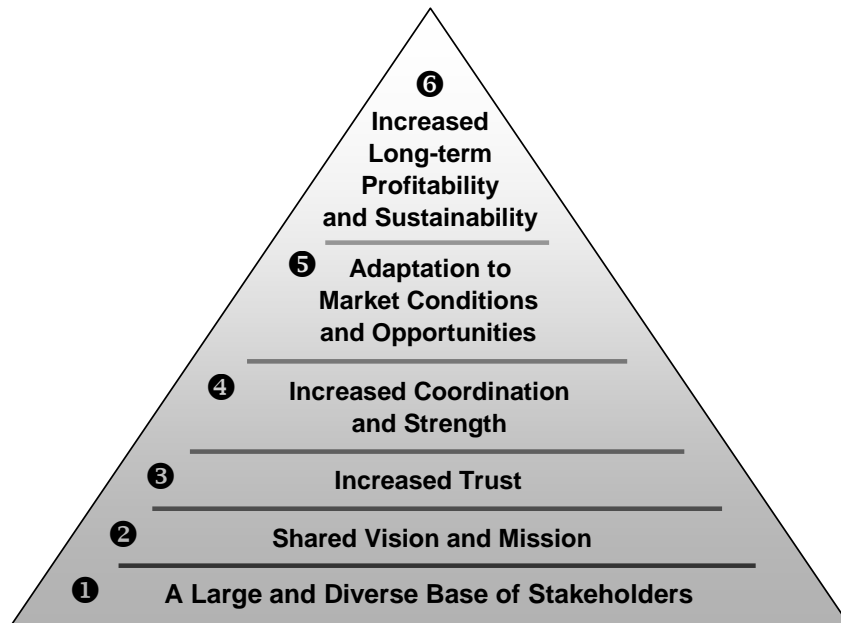 ❻
Increased
Long-term
Profitability
and Sustainability
❺ Adaptation to
Market Conditions
and Opportunities
❹ Increased Coordination
and Strength
❸ Increased Trust
❷ Shared Vision and Mission
❶ A Large and Diverse Base of Stakeholders